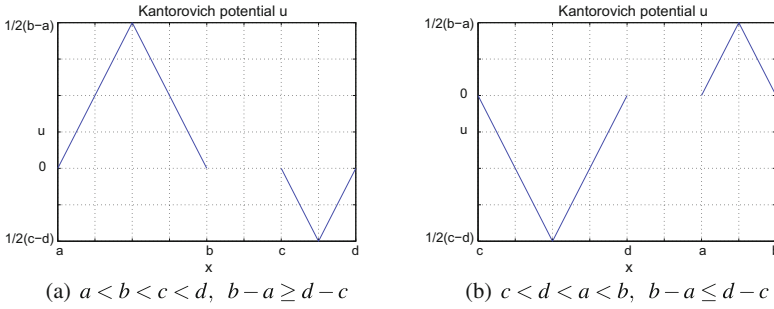 Kantorovich potential u
1/2(b−a)
u
0
1/2(c−d)
a b c d
x
(a) a < b < c < d, b − a ≥ d − c
Kantorovich potential u
1/2(b−a)
0
u
1/2(c−d)
c d a
x
(b) c < d < a < b, b − a ≤ d − c